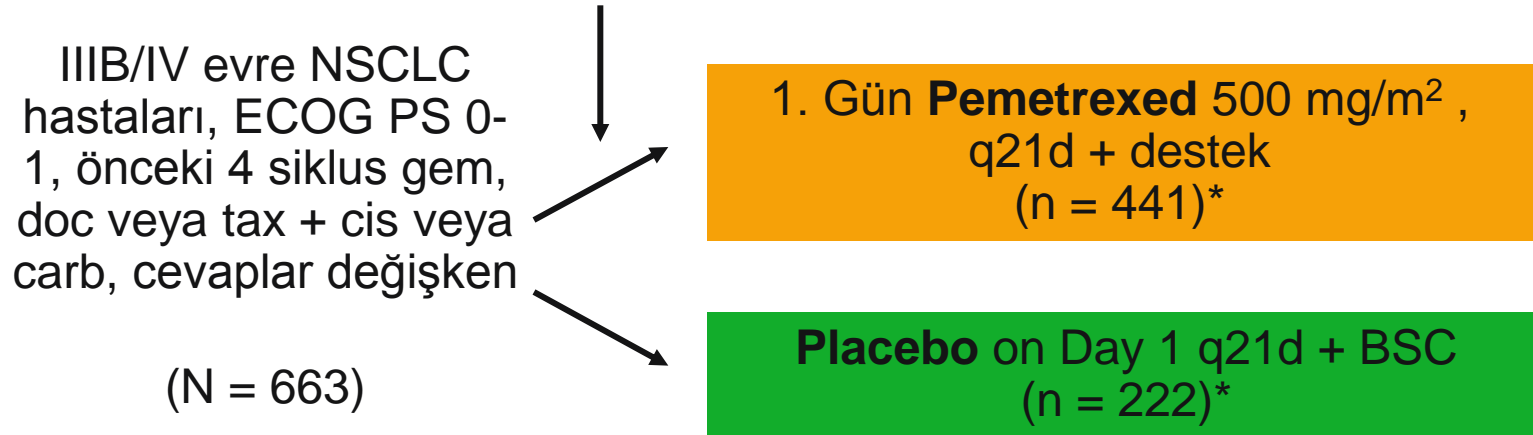 IIIB/IV evre NSCLC
hastaları, ECOG PS 0-
1, önceki 4 siklus gem,
doc veya tax + cis veya
carb, cevaplar değişken
(N = 663)
1. Gün Pemetrexed 500 mg/m² ,
q21d + destek
(n = 441)*
Placebo on Day 1 q21d + BSC
(n = 222)*